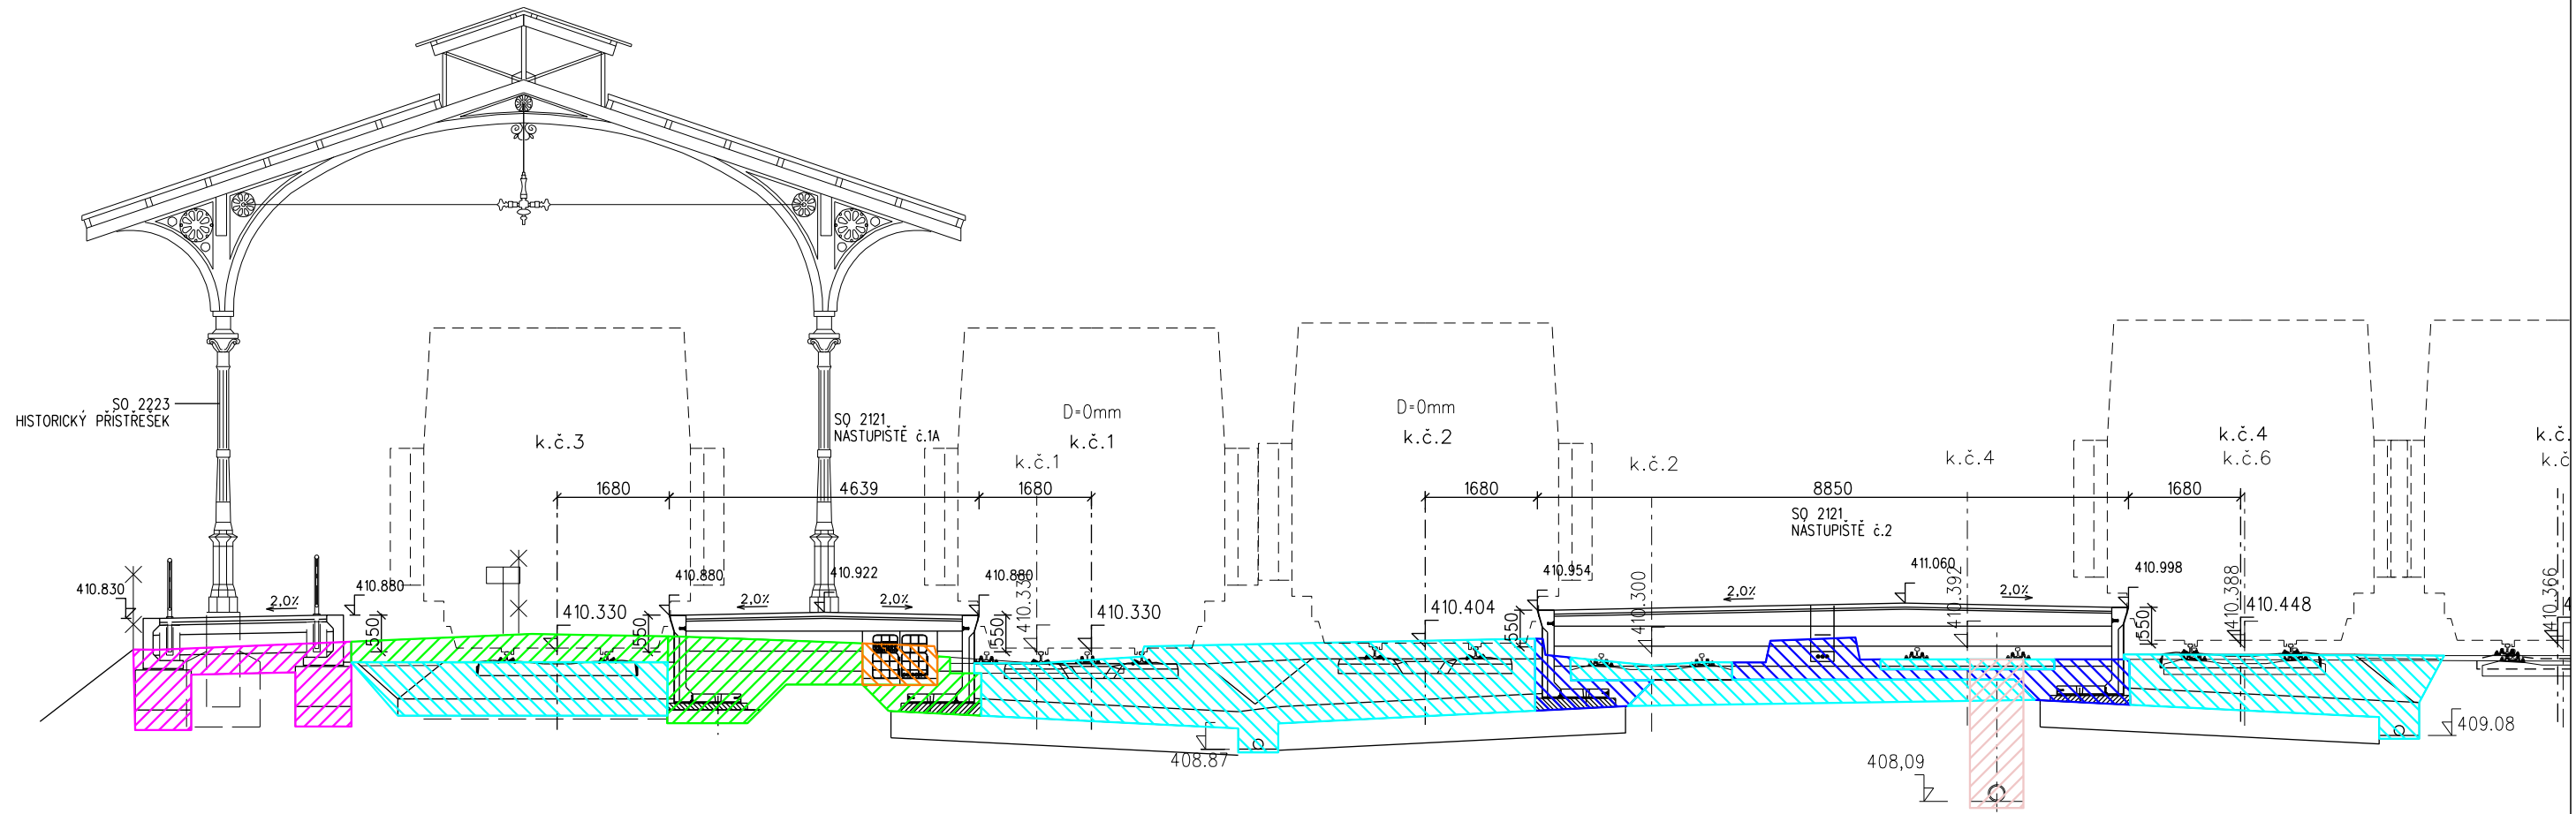 SO 2223
HISTORICKÝ PŘÍSTŘEŠEK
SO 2121
NÁSTUPIŠTĚ č.1A
D=0mm
k.č.1
k.č.1
D=0mm
k.č.2
k.č.2
k.č.3
k.č.4
k.č.4
k.č.6
k.č.
k.č
1680
4639
1680
1680
8850
1680
SO 2121
NÁSTUPIŠTĚ č.2
410.830
2,0%
410.880
550
410.330
550
410.880
2,0%
410.922
2,0%
410.880
550
410.33
410.330
410.404
550
410.954
410.300
2,0%
411.060
410.392
2,0%
410.998
550
410.388
410.448
410.366
408.87
408,09
409.08